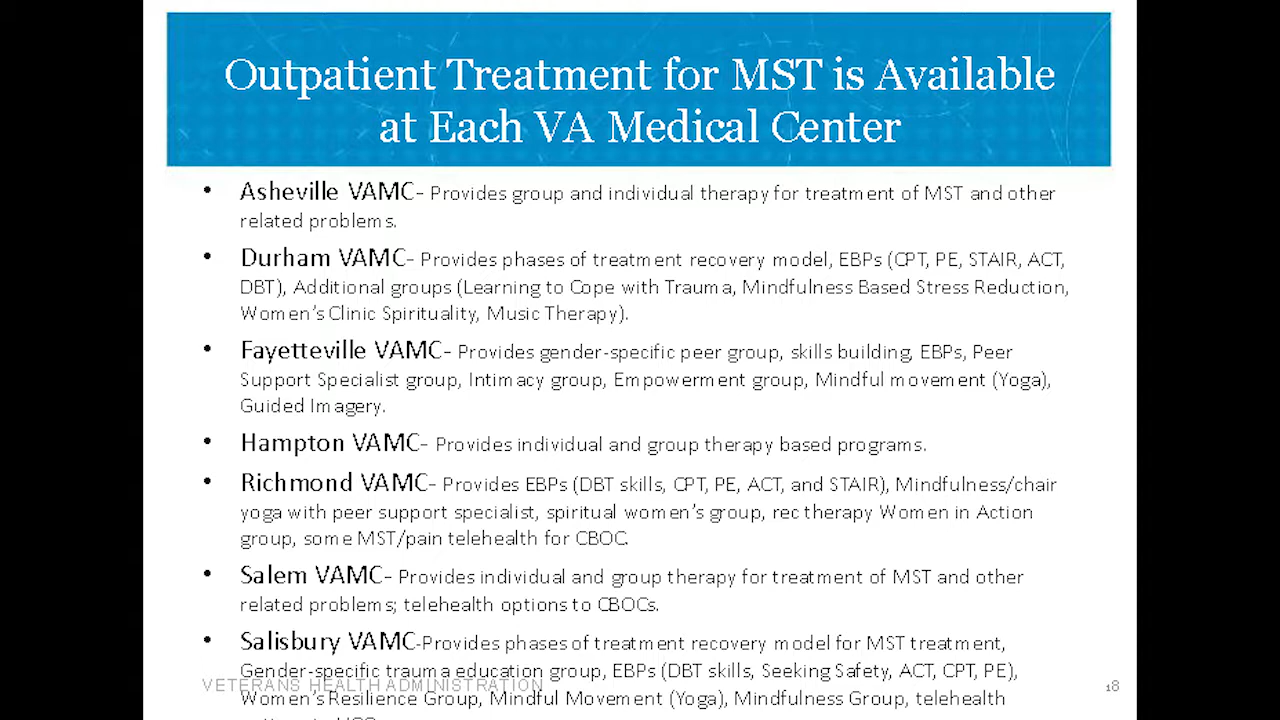 Outpatient Treatment for MST is Available
at Each VA Medical Center
• Asheville VAMC- Provides group and individual therapy for treatment of MST and other
related problems.
• Durham VAMC- Provides phases of treatment recovery model, EBPs (CPT, PE, STAIR, ACT,
DBT), Additional groups (Learning to Cope with Trauma, Mindfulness Based Stress Reduction,
Women's Clinic Spirituality, Music Therapy).
• Fayetteville VAMC- Provides gender-specific peer group, skills building, EBPs, Peer
Support Specialist group, Intimacy group, Empowerment group, Mindful movement (Yoga),
Guided Imagery.
• Hampton VAMC- Provides individual and group therapy based programs.
• Richmond VAMC- Provides EBPs (DBT skills, CPT, PE, ACT, and STAIR), Mindfulness/chair
yoga with peer support specialist, spiritual women's group, rec therapy Women in Action
group, some MST/pain telehealth for CBOC.
• Salem VAMC- Provides individual and group therapy for treatment of MST and other
related problems; telehealth options to CBOCs.
• Salisbury VAMC-Provides phases of treatment recovery model for MST treatment,
Gender-specific trauma education group, EBPs (DBT skills, Seeking Safety, ACT, CPT, PE),
VETERANS HEALTH ADMINISTRATION 18
Women's Resilience Group, Mindful Movement (Yoga), Mindfulness Group, telehealth